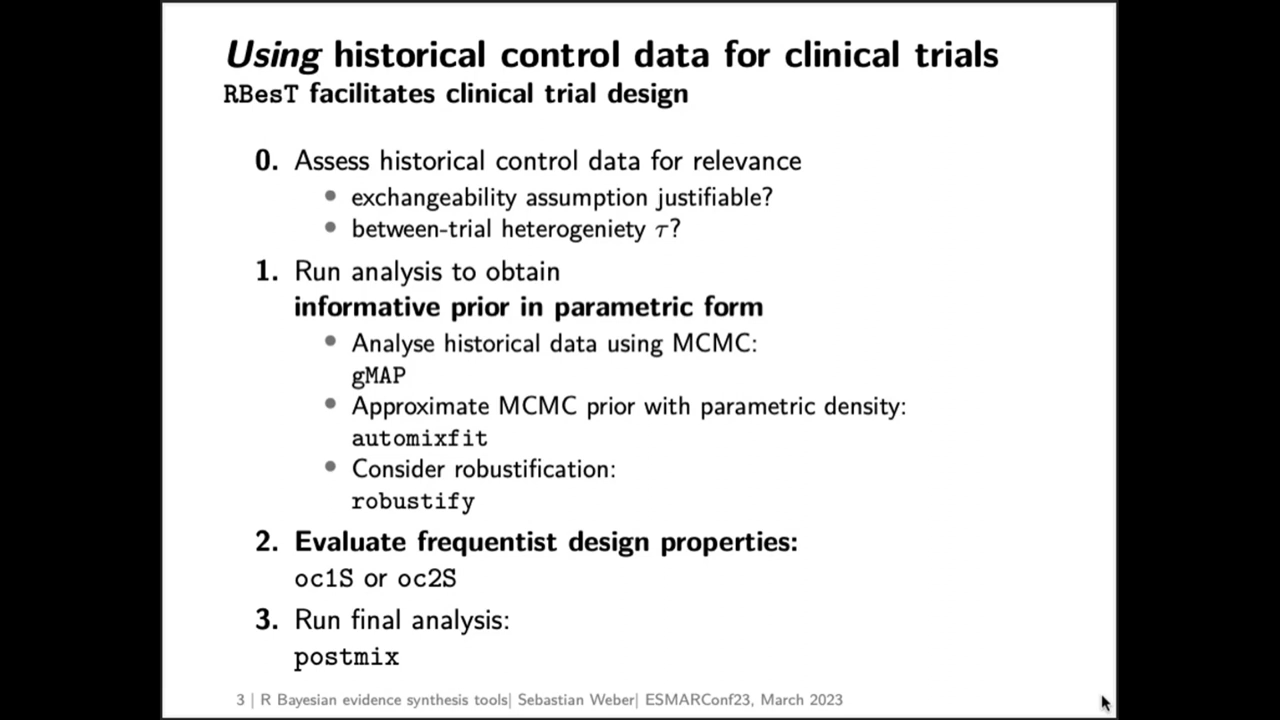 Using historical control data for clinical trials
RBesT facilitates clinical trial design
0. Assess historical control data for relevance
• exchangeability assumption justifiable?
• between-trial heterogeniety τ?
1. Run analysis to obtain
informative prior in parametric form
• Analyse historical data using MCMC:
gMAP
• Approximate MCMC prior with parametric density:
automixfit
• Consider robustification:
robustify
2. Evaluate frequentist design properties:
oc1S or oc2S
3. Run final analysis:
postmix
3 | R Bayesian evidence synthesis tools| Sebastian Weber| ESMARConf23, March 2023